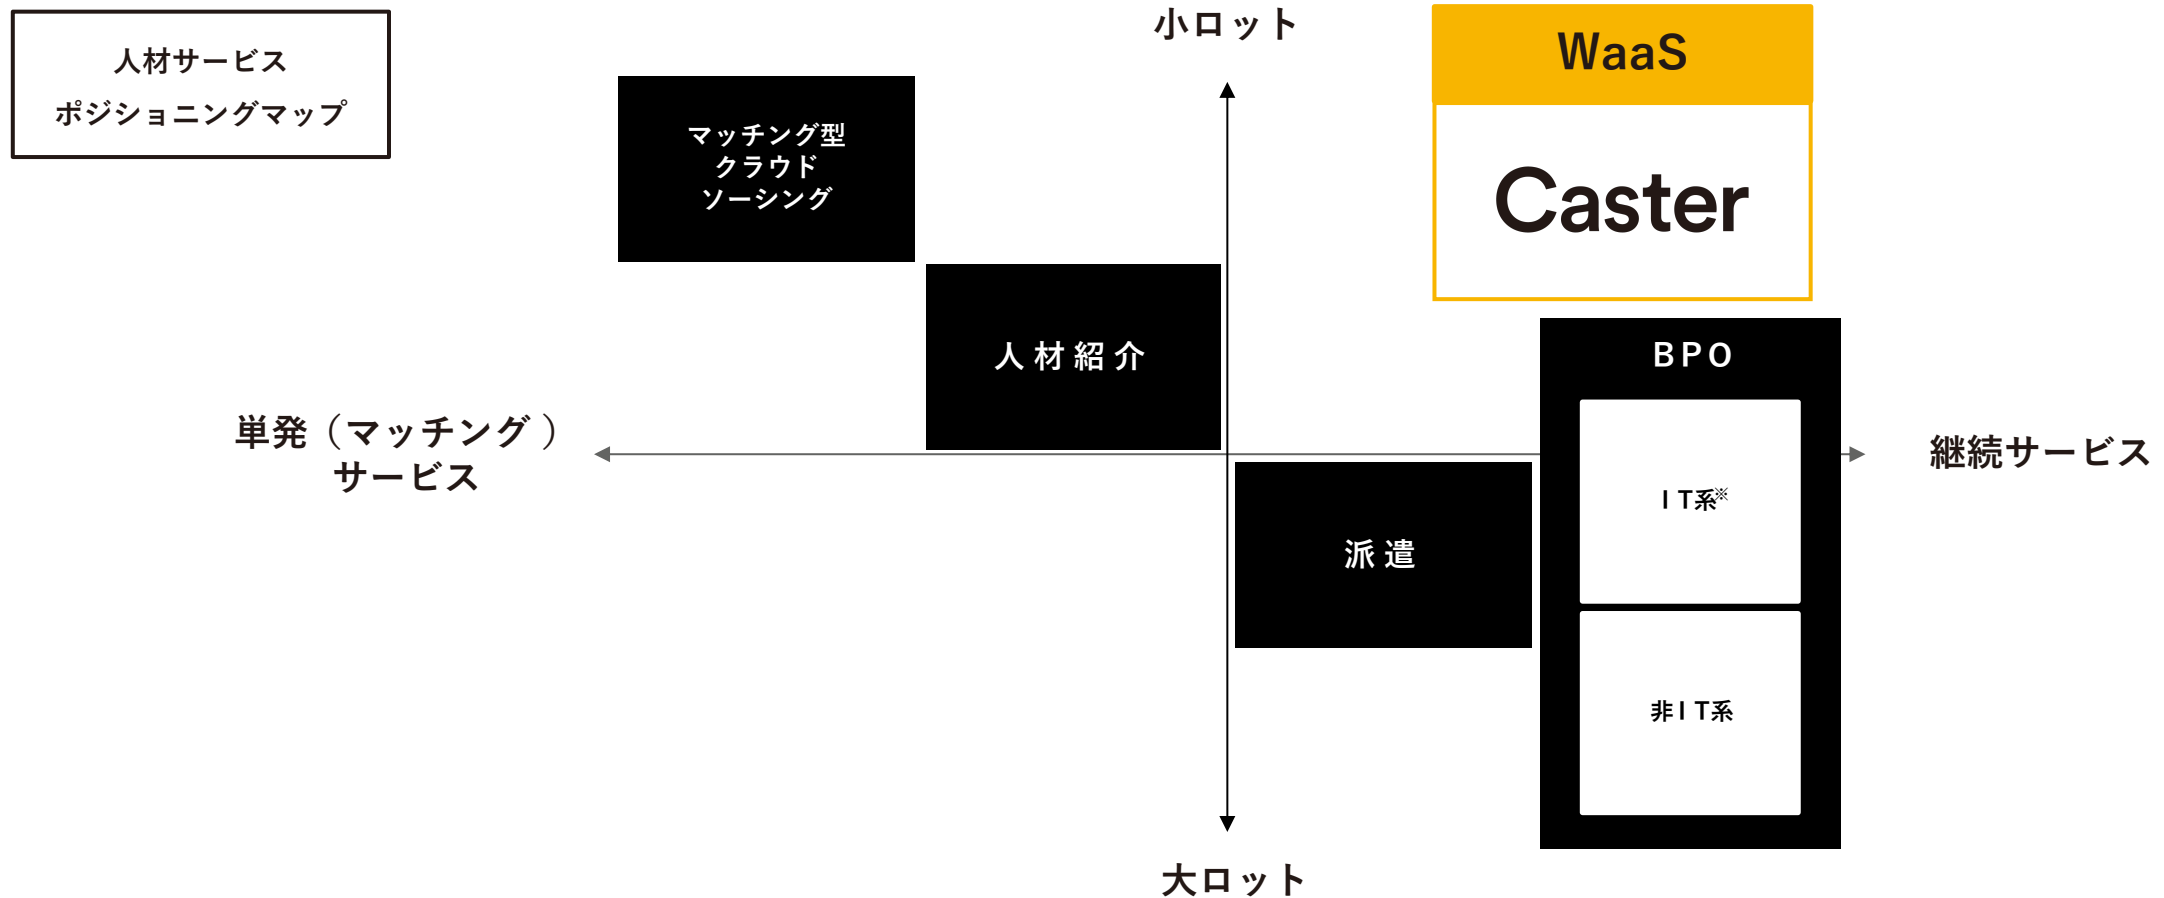 人材サービス
ポジショニングマップ
小ロット
WaaS
Caster
マッチング型
クラウド
ソーシング
人材紹介
BPO
単発（マッチング）
サービス
継続サービス
IT系※
派遣
非IT系
大ロット